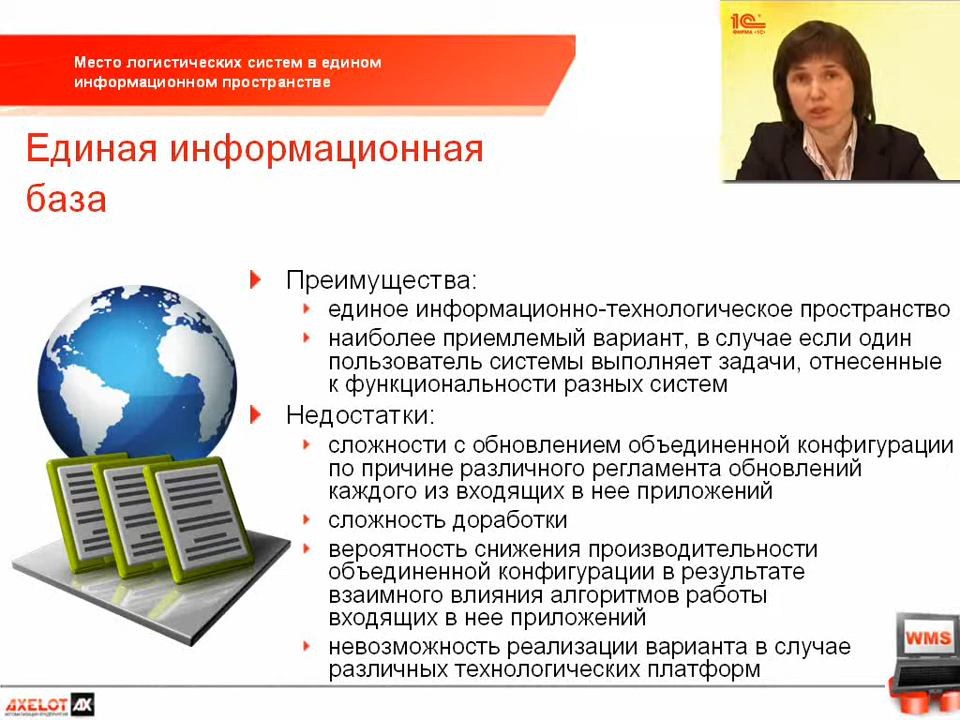 1С
ФИРМА «1С»
Место логистических систем в едином
информационном пространстве
Единая информационная
база
Преимущества:
единое информационно-технологическое пространство
наиболее приемлемый вариант, в случае если один
пользователь системы выполняет задачи, отнесенные
к функциональности разных систем
Недостатки:
сложности с обновлением объединенной конфигурации
по причине различного регламента обновлений
каждого из входящих в нее приложений
сложность доработки
вероятность снижения производительности
объединенной конфигурации в результате
взаимного влияния алгоритмов работы
входящих в нее приложений
невозможность реализации варианта в случае
различных технологических платформ
WMS
AXELOT AX
АВТОМАТИЗАЦИЯ ПРЕДПРИЯТИЙ